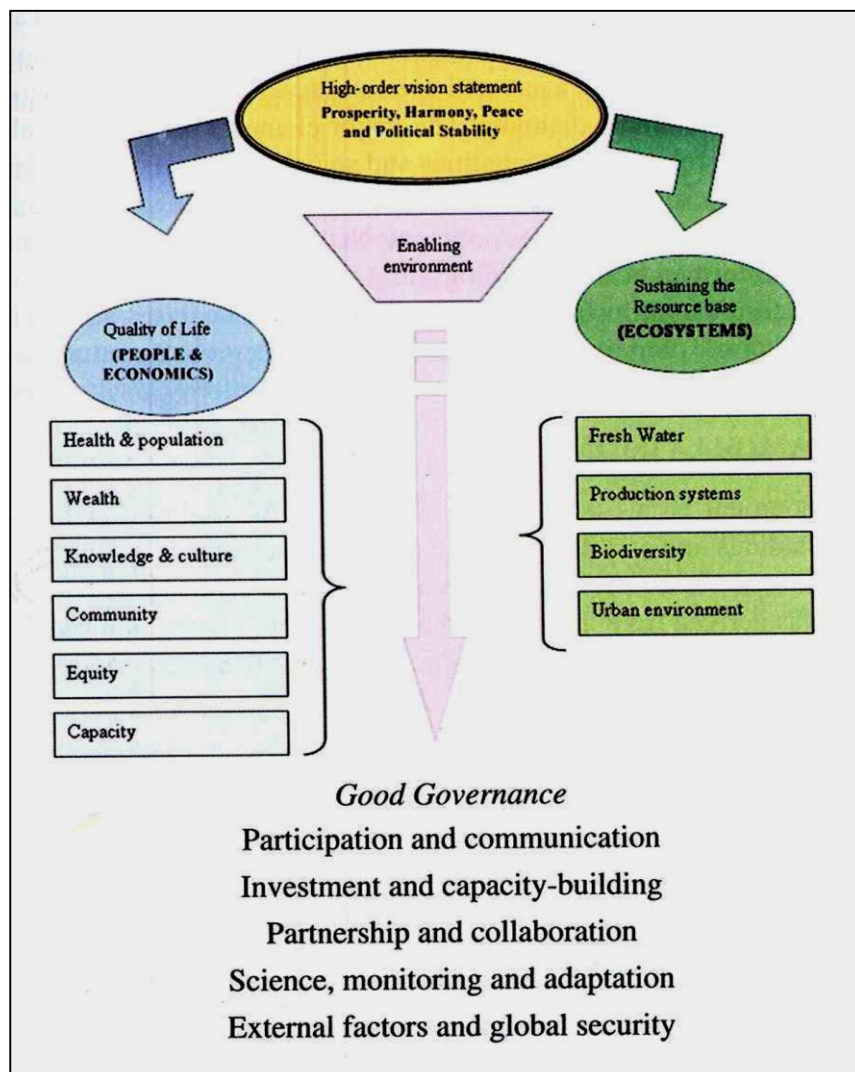 High-order vision statement
Prosperity, Harmony, Peace
and Political Stability
Enabling
environment
Quality of Life
(PEOPLE &
ECONOMICS)
Sustaining the
Resource base
(ECOSYSTEMS)
Health & population
Wealth
Knowledge & culture
Community
Equity
Capacity
Fresh Water
Production systems
Biodiversity
Urban environment
Good Governance
Participation and communication
Investment and capacity-building
Partnership and collaboration
Science, monitoring and adaptation
External factors and global security